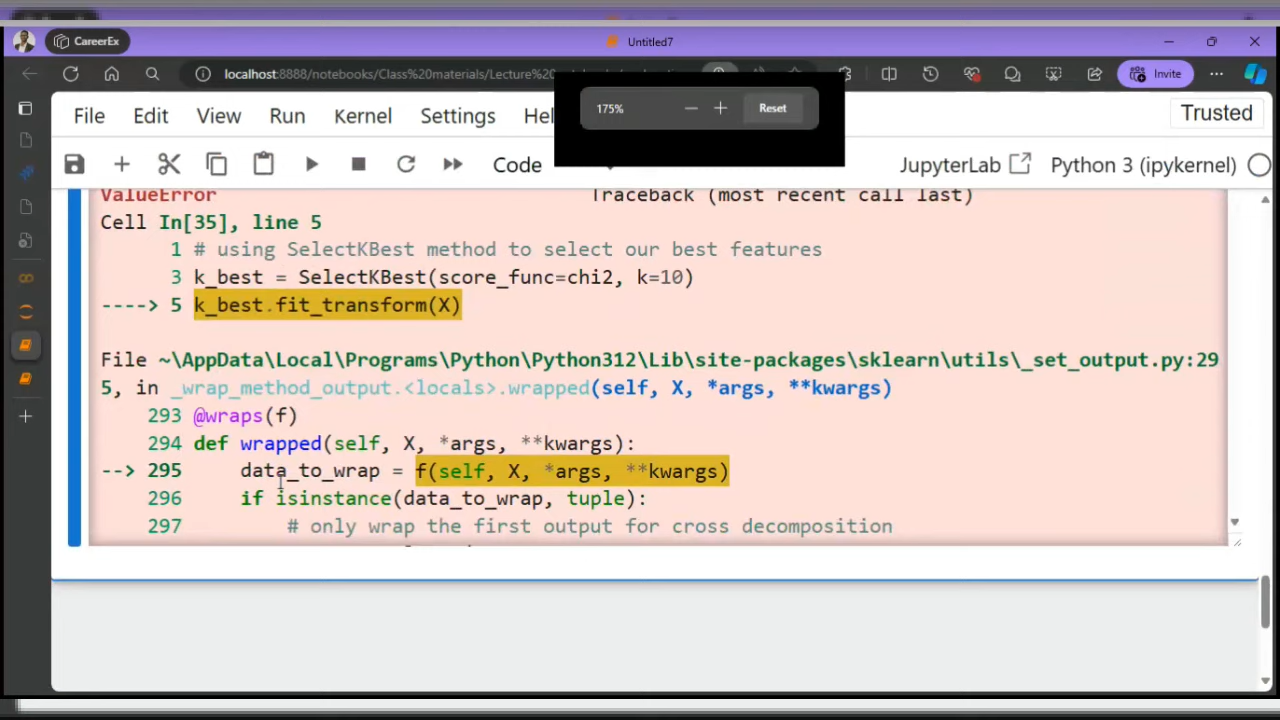 CareerEx
Untitled7
localhost:8888/notebooks/Class%20materials/Lecture%20
Invite
175%
Reset
File Edit View Run Kernel Settings Hel
Trusted
Code
JupyterLab
Python 3 (ipykernel)
ValueError Traceback (most recent call last)
Cell In[35], line 5
1 # using SelectKBest method to select our best features
3 k_best = SelectKBest(score_func=chi2, k=10)
----> 5 k_best.fit_transform(X)
File ~\AppData\Local\Programs\Python\Python312\Lib\site-packages\sklearn\utils\_set_output.py:29
5, in _wrap_method_output.<locals>.wrapped(self, X, *args, **kwargs)
293 @wraps(f)
294 def wrapped(self, X, *args, **kwargs):
--> 295 data_to_wrap = f(self, X, *args, **kwargs)
296 if isinstance(data_to_wrap, tuple):
297 # only wrap the first output for cross decomposition